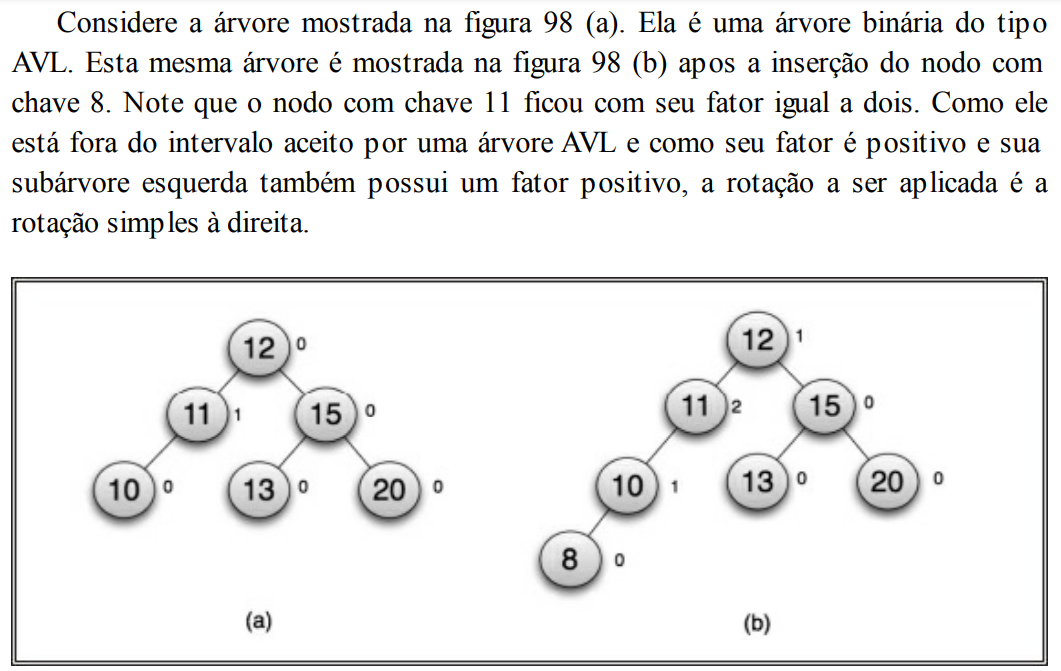 Considere a árvore mostrada na figura 98 (a). Ela é uma árvore binária do tipo
AVL. Esta mesma árvore é mostrada na figura 98 (b) apos a inserção do nodo com
chave 8. Note que o nodo com chave 11 ficou com seu fator igual a dois. Como ele
está fora do intervalo aceito por uma árvore AVL e como seu fator é positivo e sua
subárvore esquerda também possui um fator positivo, a rotação a ser aplicada é a
rotação simples à direita.
12 0
11 1 15 0
10 0 13 0 20 0
(a)
12 1
11 2 15 0
10 1 13 0 20 0
8 0
(b)